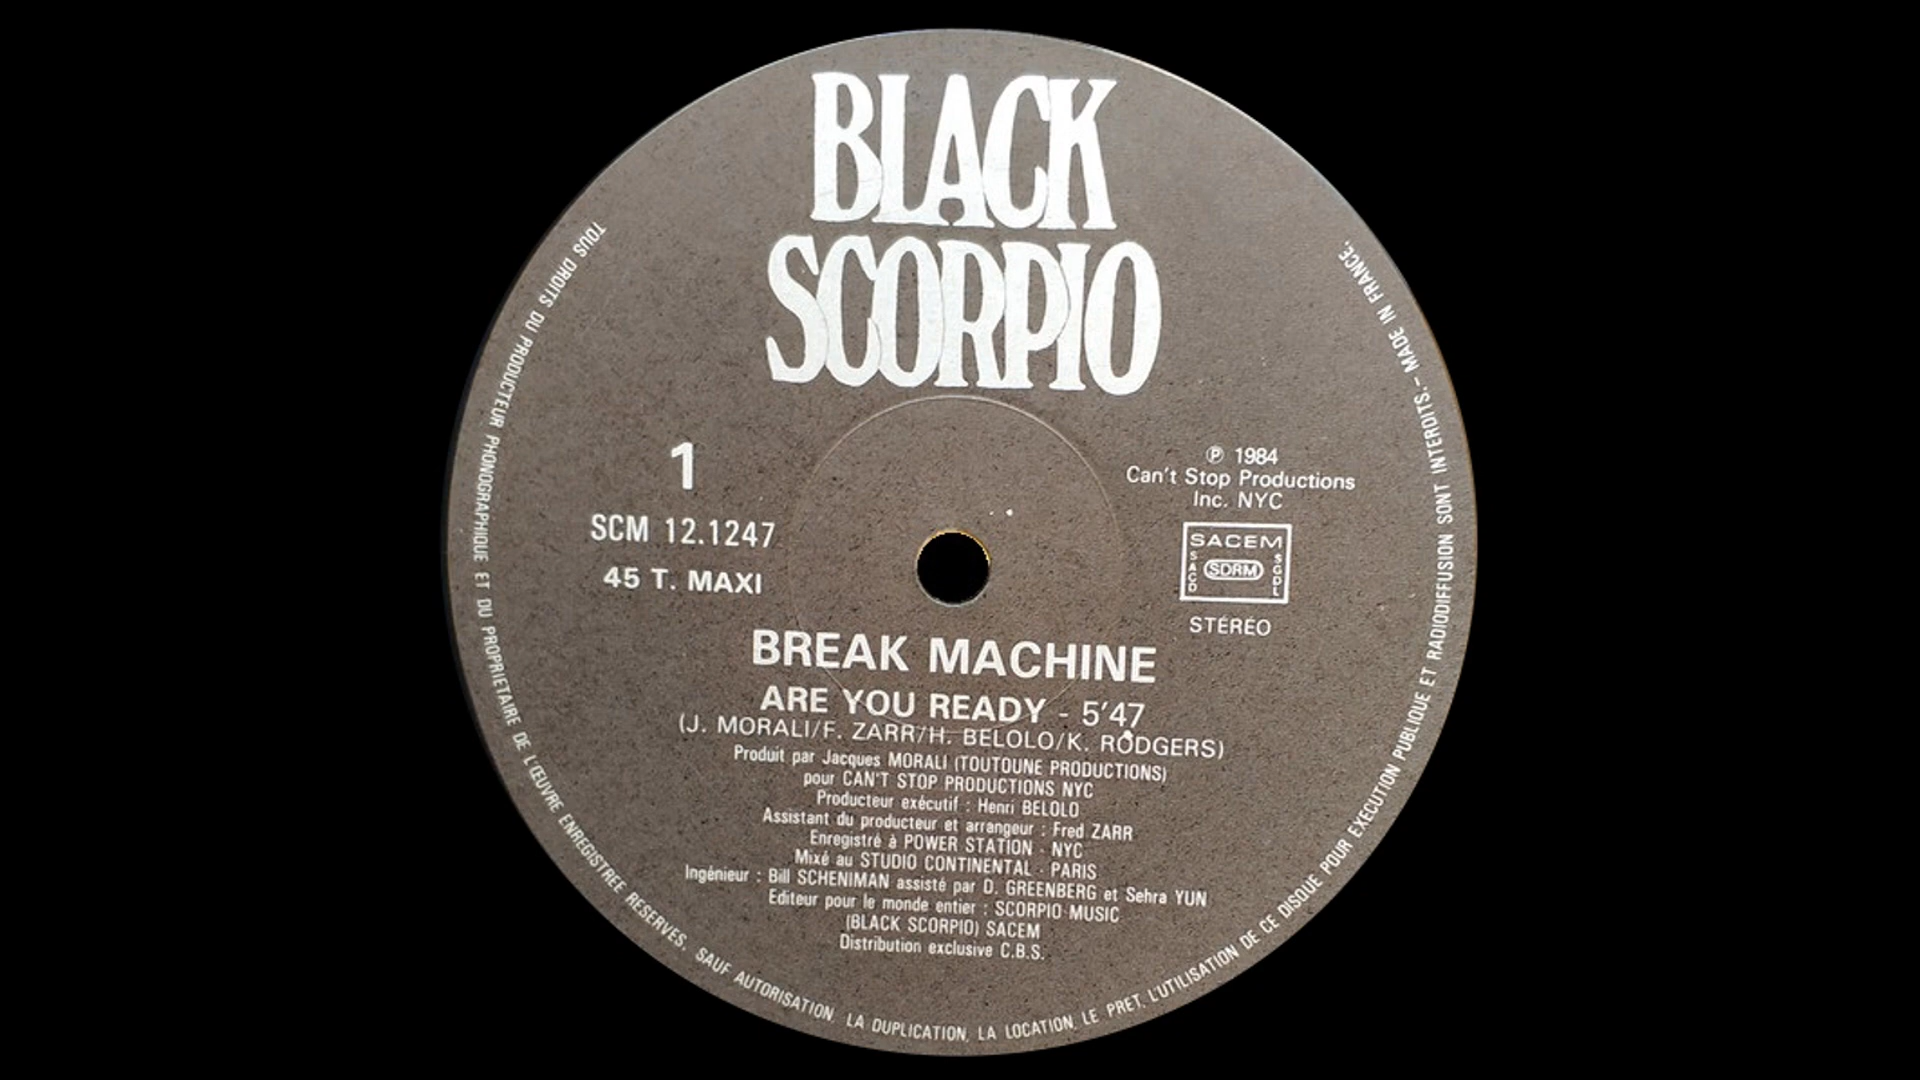 BLACK
SCORPIO
1
SCM 12.1247
45 T. MAXI
℗ 1984
Can't Stop Productions
Inc. NYC
SACEM
SACD
SDRM
SGDL
STÉRÉO
BREAK MACHINE
ARE YOU READY - 5'47
(J. MORALI/F. ZARR/H. BELOLO/K. RODGERS)
Produit par Jacques MORALI (TOUTOUNE PRODUCTIONS)
pour CAN'T STOP PRODUCTIONS NYC
Producteur exécutif : Henri BELOLO
Assistant du producteur et arrangeur : Fred ZARR
Enregistré à POWER STATION - NYC
Mixé au STUDIO CONTINENTAL - PARIS
Ingénieur : Bill SCHENIMAN assisté par D. GREENBERG et Sehra YUN
Editeur pour le monde entier : SCORPIO MUSIC
(BLACK SCORPIO) SACEM
Distribution exclusive C.B.S.
TOUS DROITS DU PRODUCTEUR PHONOGRAPHIQUE ET DU PROPRIETAIRE DE L'ŒUVRE ENREGISTREE RESERVES. SAUF AUTORISATION, LA DUPLICATION, LA LOCATION, LE PRET, L'UTILISATION DE CE DISQUE POUR EXECUTION PUBLIQUE ET RADIODIFFUSION SONT INTERDITS. - MADE IN FRANCE.